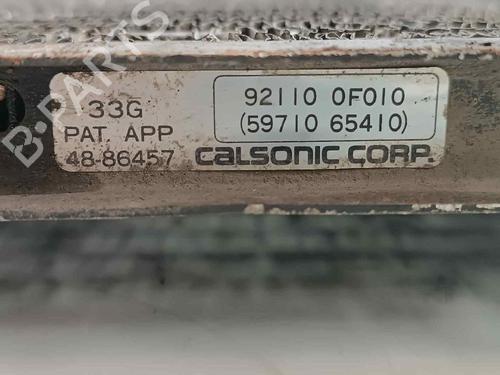 33G
PAT. APP
48-86457
92110 0F010
(59710 65410)
CALSONIC CORP.
B-PARTS